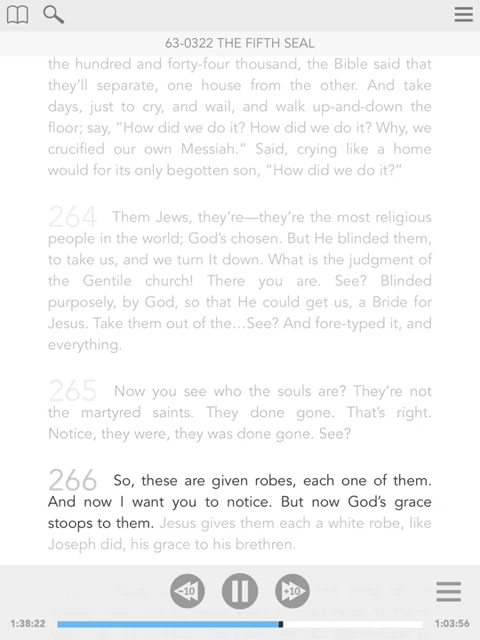 63-0322 THE FIFTH SEAL
the hundred and forty-four thousand, the Bible said that
they’ll separate, one house from the other. And take
days, just to cry, and wail, and walk up-and-down the
floor; say, “How did we do it? How did we do it? Why, we
crucified our own Messiah.” Said, crying like a home
would for its only begotten son, “How did we do it?”
264 Them Jews, they’re—they’re the most religious
people in the world; God’s chosen. But He blinded them,
to take us, and we turn It down. What is the judgment of
the Gentile church! There you are. See? Blinded
purposely, by God, so that He could get us, a Bride for
Jesus. Take them out of the…See? And fore-typed it, and
everything.
265 Now you see who the souls are? They’re not
the martyred saints. They done gone. That’s right.
Notice, they were, they was done gone. See?
266 So, these are given robes, each one of them.
And now I want you to notice. But now God’s grace
stoops to them. Jesus gives them each a white robe, like
Joseph did, his grace to his brethren.
-10
+10
1:38:22
1:03:56